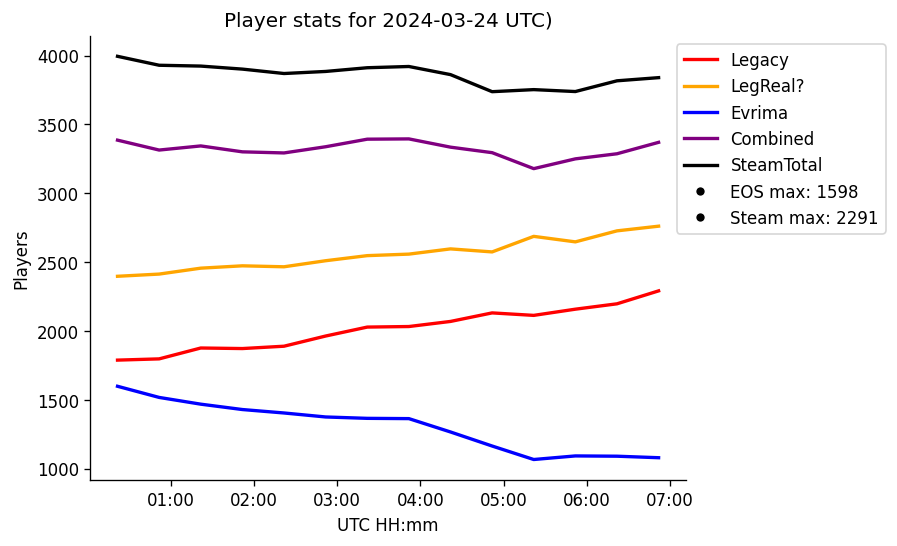 Player stats for 2024-03-24 UTC)
Players
4000
3500
3000
2500
2000
1500
1000
01:00 02:00 03:00 04:00 05:00 06:00 07:00
UTC HH:mm
Legacy
LegReal?
Evrima
Combined
SteamTotal
EOS max: 1598
Steam max: 2291